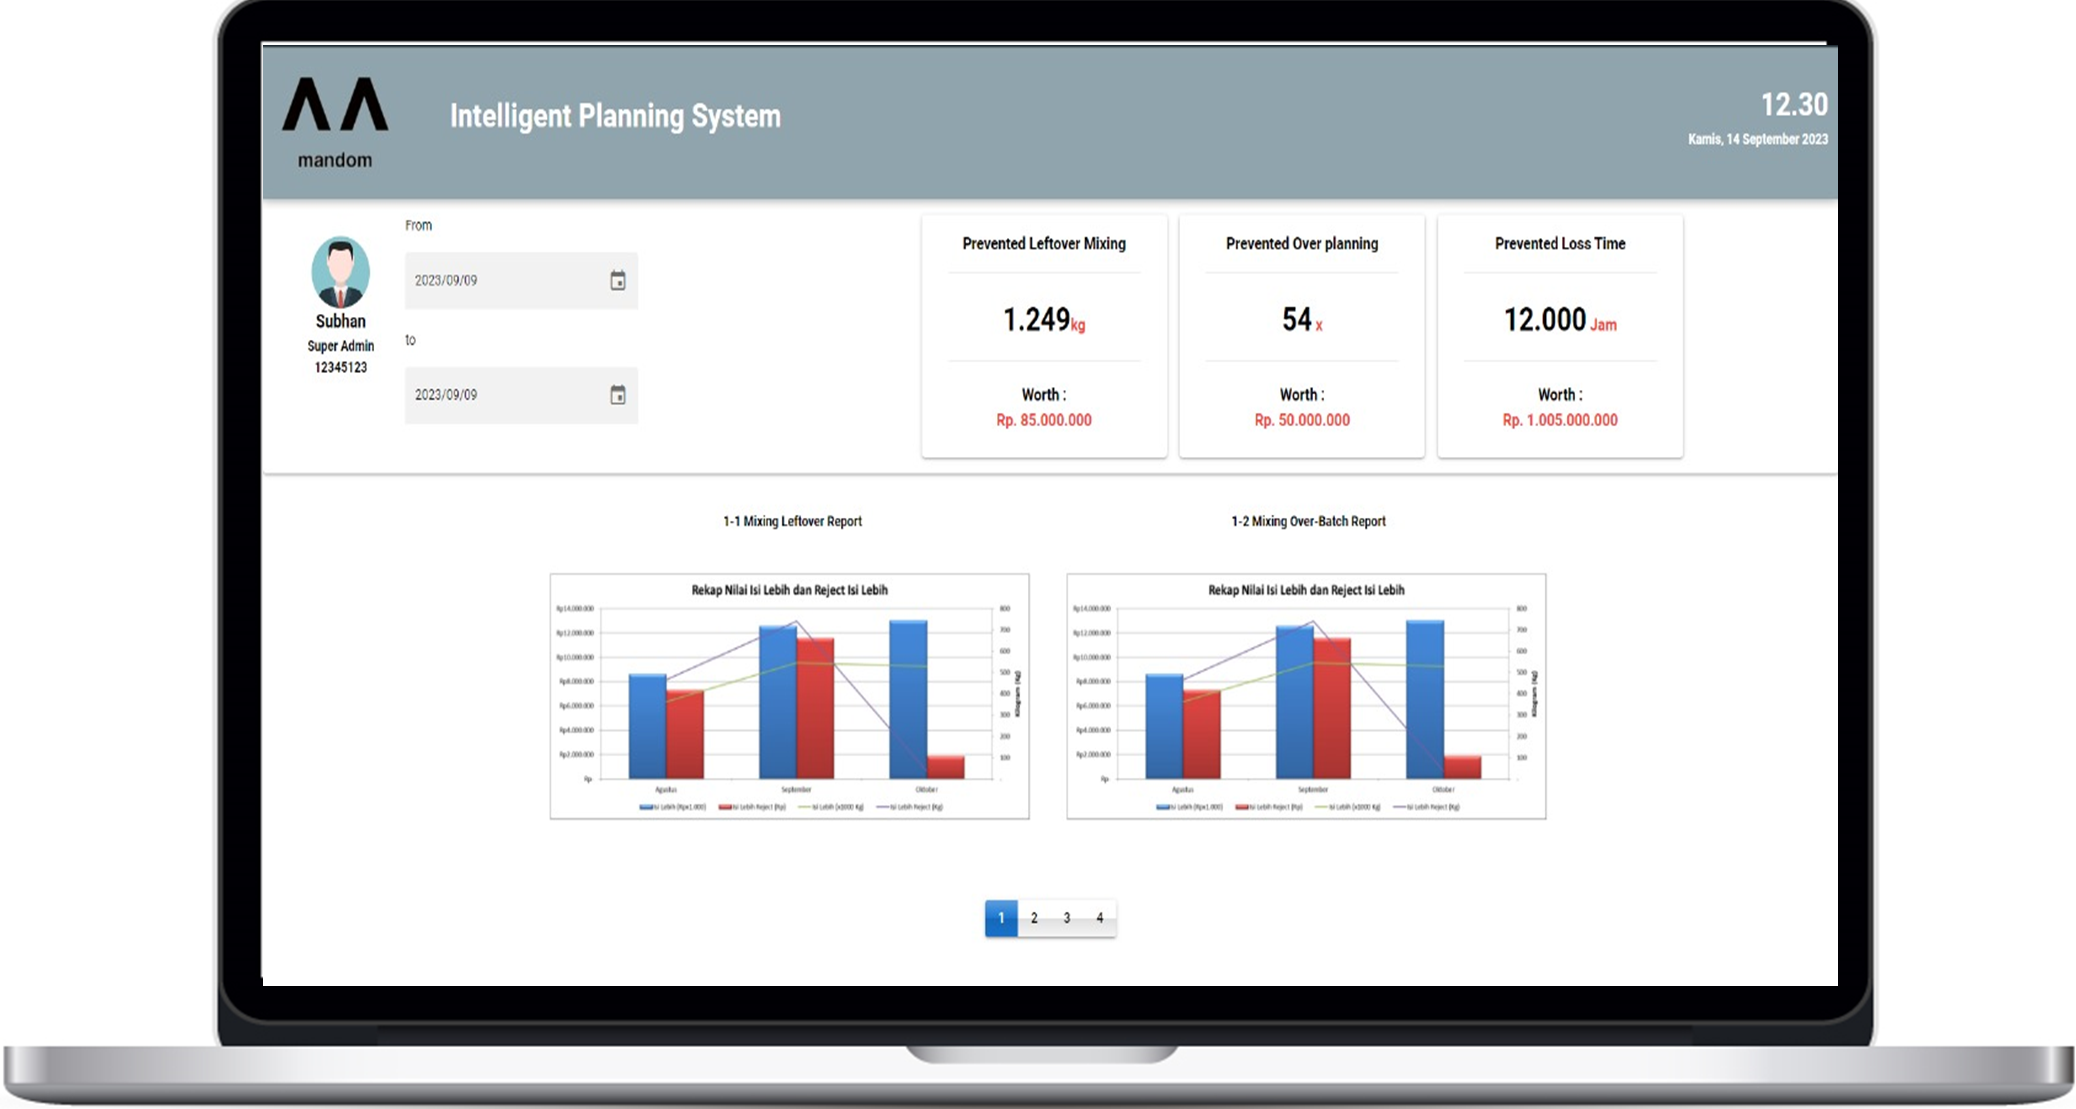 mandom
Intelligent Planning System
12.30
Kamis, 14 September 2023
Subhan
Super Admin
12345123
From
2023/09/09
to
2023/09/09
Prevented Leftover Mixing
1.249 kg
Worth :
Rp. 85.000.000
Prevented Over planning
54 x
Worth :
Rp. 50.000.000
Prevented Loss Time
12.000 Jam
Worth :
Rp. 1.005.000.000
1-1 Mixing Leftover Report
Rekap Nilai Isi Lebih dan Reject Isi Lebih
Rp14.000.000
Rp12.000.000
Rp10.000.000
Rp8.000.000
Rp6.000.000
Rp4.000.000
Rp2.000.000
Rp
800
700
600
500
400
300
200
100
-
Kilogram (Kg)
Agustus
September
Oktober
Isi Lebih (Rpx1.000)
Isi Lebih Reject (Rp)
Isi Lebih (x1000 Kg)
Isi Lebih Reject (Kg)
1-2 Mixing Over-Batch Report
Rekap Nilai Isi Lebih dan Reject Isi Lebih
Rp14.000.000
Rp12.000.000
Rp10.000.000
Rp8.000.000
Rp6.000.000
Rp4.000.000
Rp2.000.000
Rp
800
700
600
500
400
300
200
100
-
Kilogram (Kg)
Agustus
September
Oktober
Isi Lebih (Rpx1.000)
Isi Lebih Reject (Rp)
Isi Lebih (x1000 Kg)
Isi Lebih Reject (Kg)
1 2 3 4